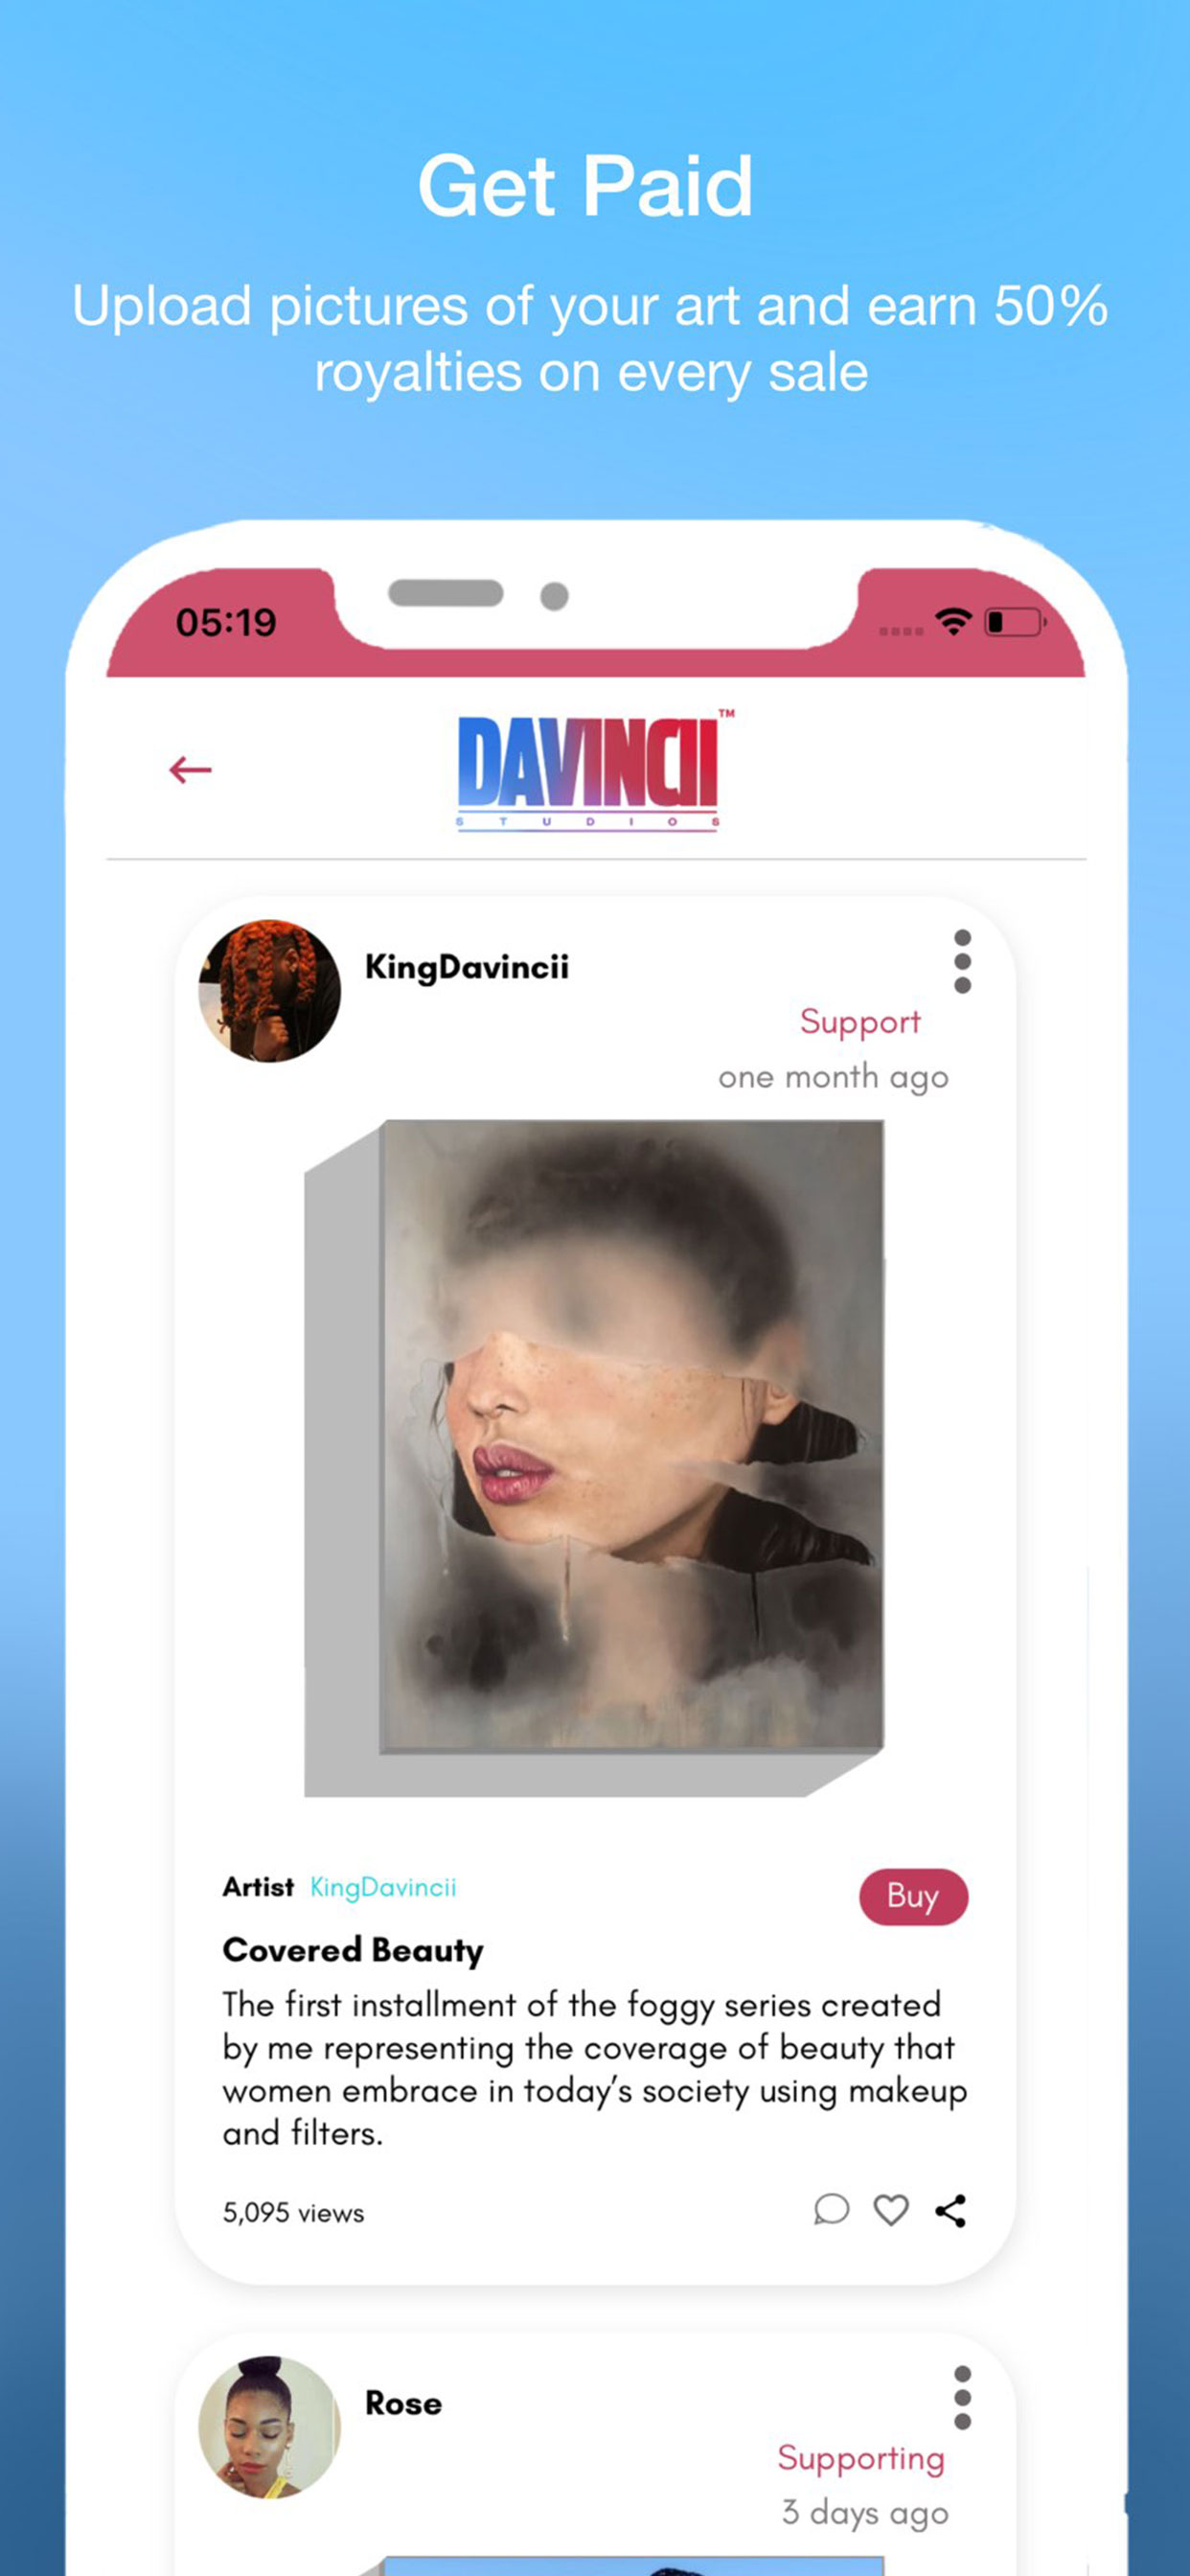 Get Paid
Upload pictures of your art and earn 50%
royalties on every sale
05:19
DAVINCII™
STUDIOS
KingDavincii
Support
one month ago
Artist KingDavincii
Buy
Covered Beauty
The first installment of the foggy series created
by me representing the coverage of beauty that
women embrace in today's society using makeup
and filters.
5,095 views
Rose
Supporting
3 days ago